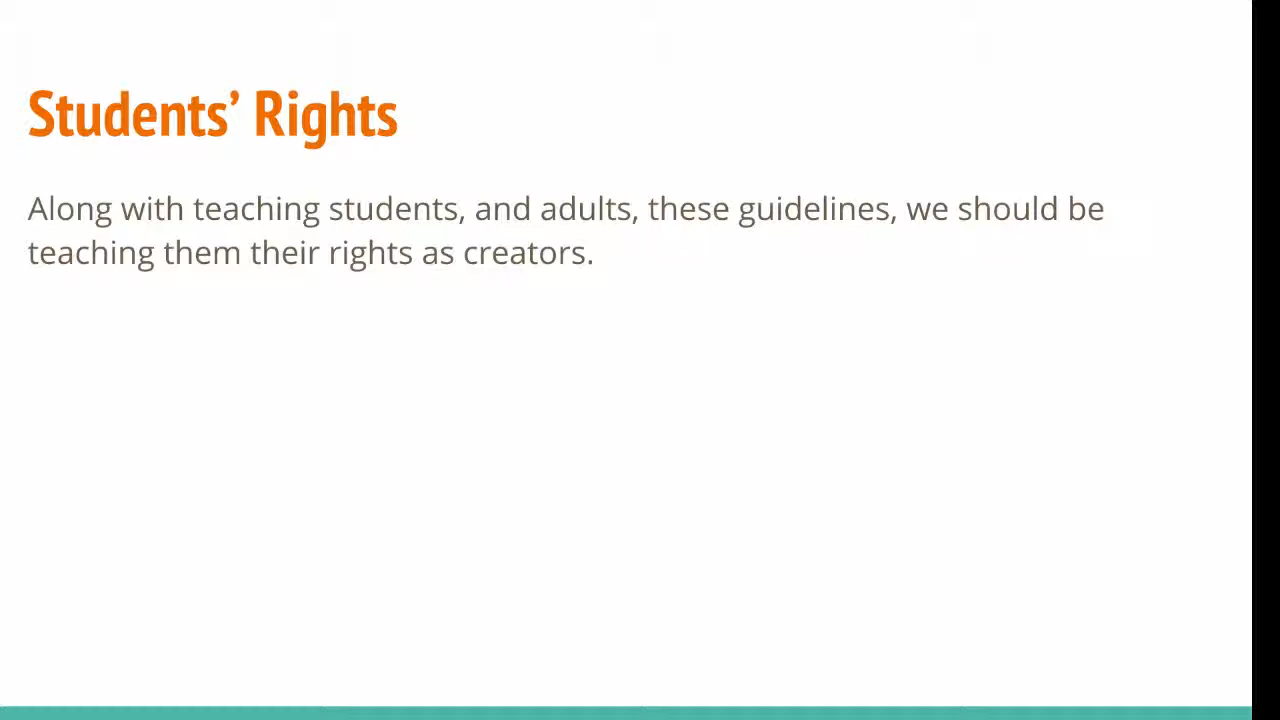 Students’ Rights
Along with teaching students, and adults, these guidelines, we should be
teaching them their rights as creators.